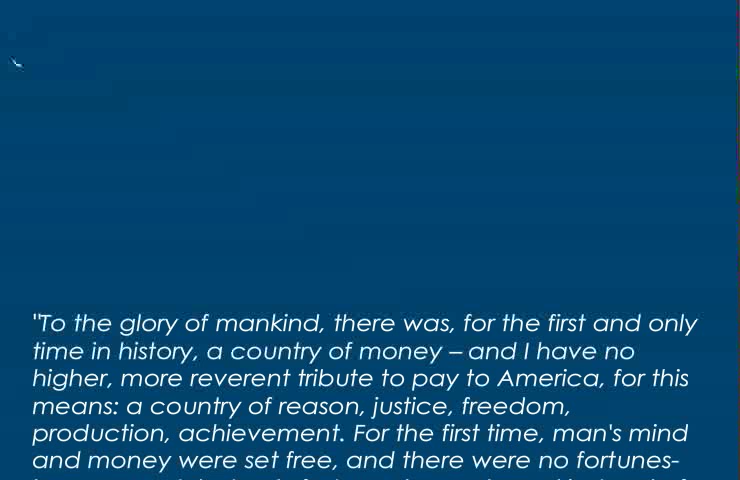 "To the glory of mankind, there was, for the first and only
time in history, a country of money – and I have no
higher, more reverent tribute to pay to America, for this
means: a country of reason, justice, freedom,
production, achievement. For the first time, man's mind
and money were set free, and there were no fortunes-